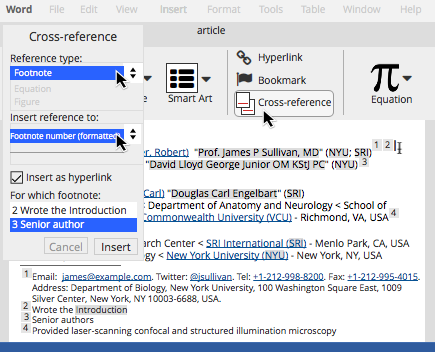 Word File Edit View Insert Format Tools Table Window Help
article
Cross-reference
Reference type:
Footnote
Equation
Figure
Insert reference to:
Footnote number (formatted
Insert as hyperlink
For which footnote:
2 Wrote the Introduction
3 Senior author
Cancel Insert
Smart Art
Hyperlink
Bookmark
Cross-reference
Equation
er, Robert) "Prof. James P Sullivan, MD" (NYU; SRI) 1 2
"David Lloyd George Junior OM KStJ PC" (NYU) 3
Carl) "Douglas Carl Engelbart" (SRI)
Department of Anatomy and Neurology < School of
Commonwealth University (VCU) - Richmond, VA, USA 4
arch Center < SRI International (SRI) - Menlo Park, CA, USA
gy < New York University (NYU) - New York, NY, USA
1 Email: james@example.com. Twitter: @jsullivan. Tel: +1-212-998-8200. Fax: +1-212-995-4015.
Address: Department of Biology, New York University, 100 Washington Square East, 1009
Silver Center, New York, NY 10003-6688, USA.
2 Wrote the Introduction
3 Senior authors
4 Provided laser-scanning confocal and structured illumination microscopy